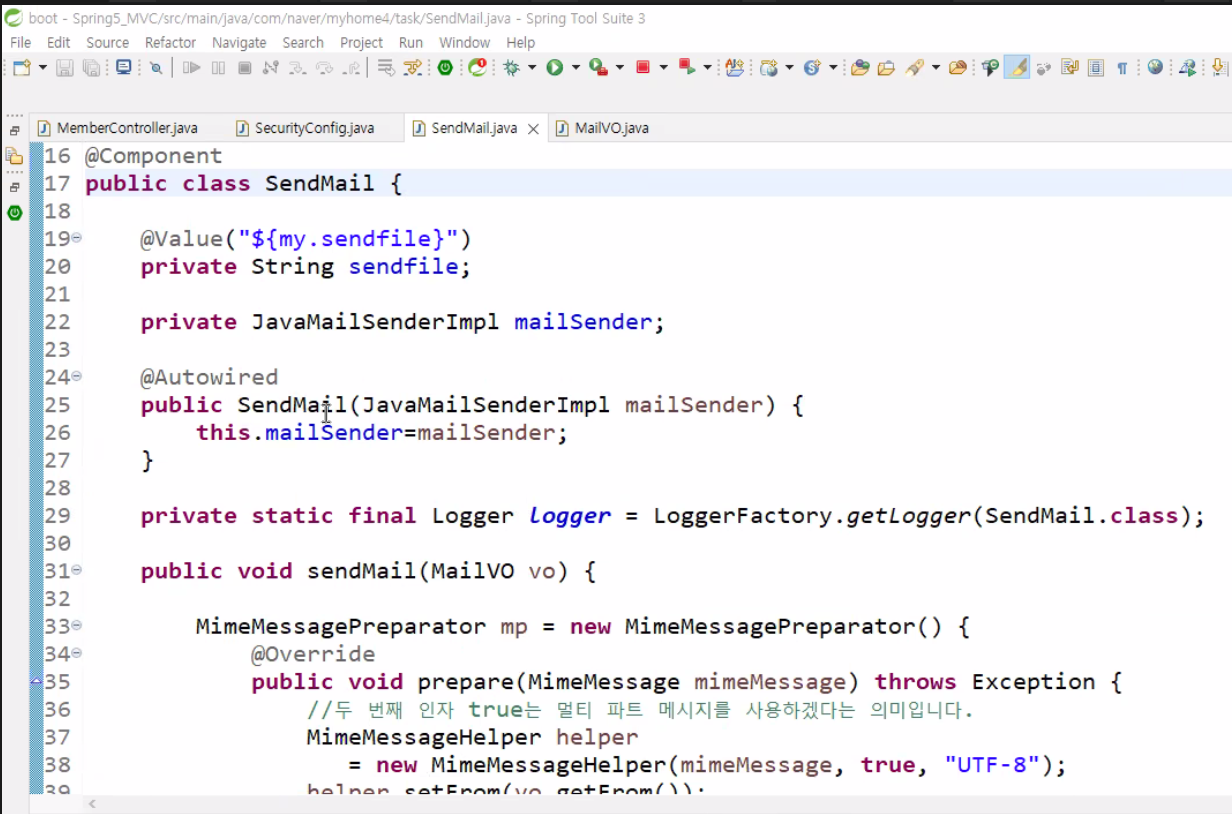 boot - Spring5_MVC/src/main/java/com/naver/myhome4/task/SendMail.java - Spring Tool Suite 3
File Edit Source Refactor Navigate Search Project Run Window Help
MemberController.java SecurityConfig.java SendMail.java MailVO.java
16 @Component
17 public class SendMail {
18
19 @Value("${my.sendfile}")
20 private String sendfile;
21
22 private JavaMailSenderImpl mailSender;
23
24 @Autowired
25 public SendMail(JavaMailSenderImpl mailSender) {
26 this.mailSender=mailSender;
27 }
28
29 private static final Logger logger = LoggerFactory.getLogger(SendMail.class);
30
31 public void sendMail(MailVO vo) {
32
33 MimeMessagePreparator mp = new MimeMessagePreparator() {
34 @Override
35 public void prepare(MimeMessage mimeMessage) throws Exception {
36 //두 번째 인자 true는 멀티 파트 메시지를 사용하겠다는 의미입니다.
37 MimeMessageHelper helper
38 = new MimeMessageHelper(mimeMessage, true, "UTF-8");
39 helper.setFrom(vo.getFrom());